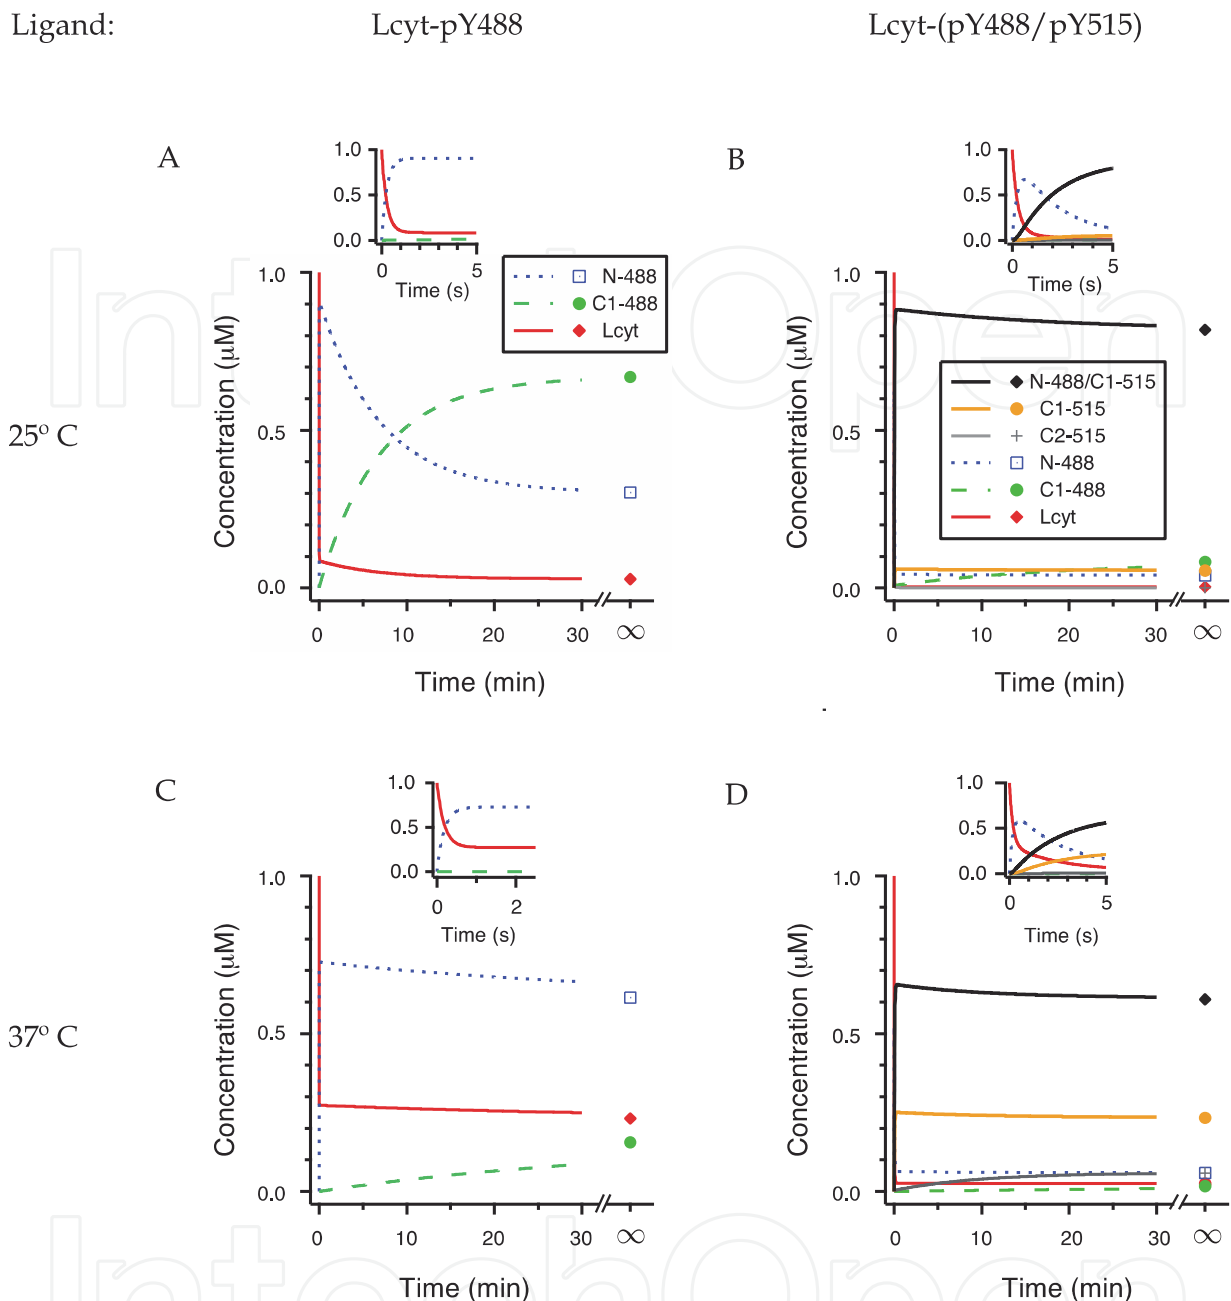 Ligand:
Lcyt-pY488
Lcyt-(pY488/pY515)
25° C
A
1.0
0.5
0.0
0
5
Time (s)
N-488
C1-488
Lcyt
1.0
0.5
0.0
Concentration (μM)
0
10
20
30
∞
Time (min)
B
1.0
0.5
0.0
0
5
Time (s)
1.0
0.5
0.0
Concentration (μM)
N-488/C1-515
C1-515
C2-515
N-488
C1-488
Lcyt
0
10
20
30
∞
Time (min)
37° C
C
1.0
0.5
0.0
0
2
Time (s)
1.0
0.5
0.0
Concentration (μM)
0
10
20
30
∞
Time (min)
D
1.0
0.5
0.0
0
5
Time (s)
1.0
0.5
0.0
Concentration (μM)
0
10
20
30
∞
Time (min)
IntechOpen
IntechOpen